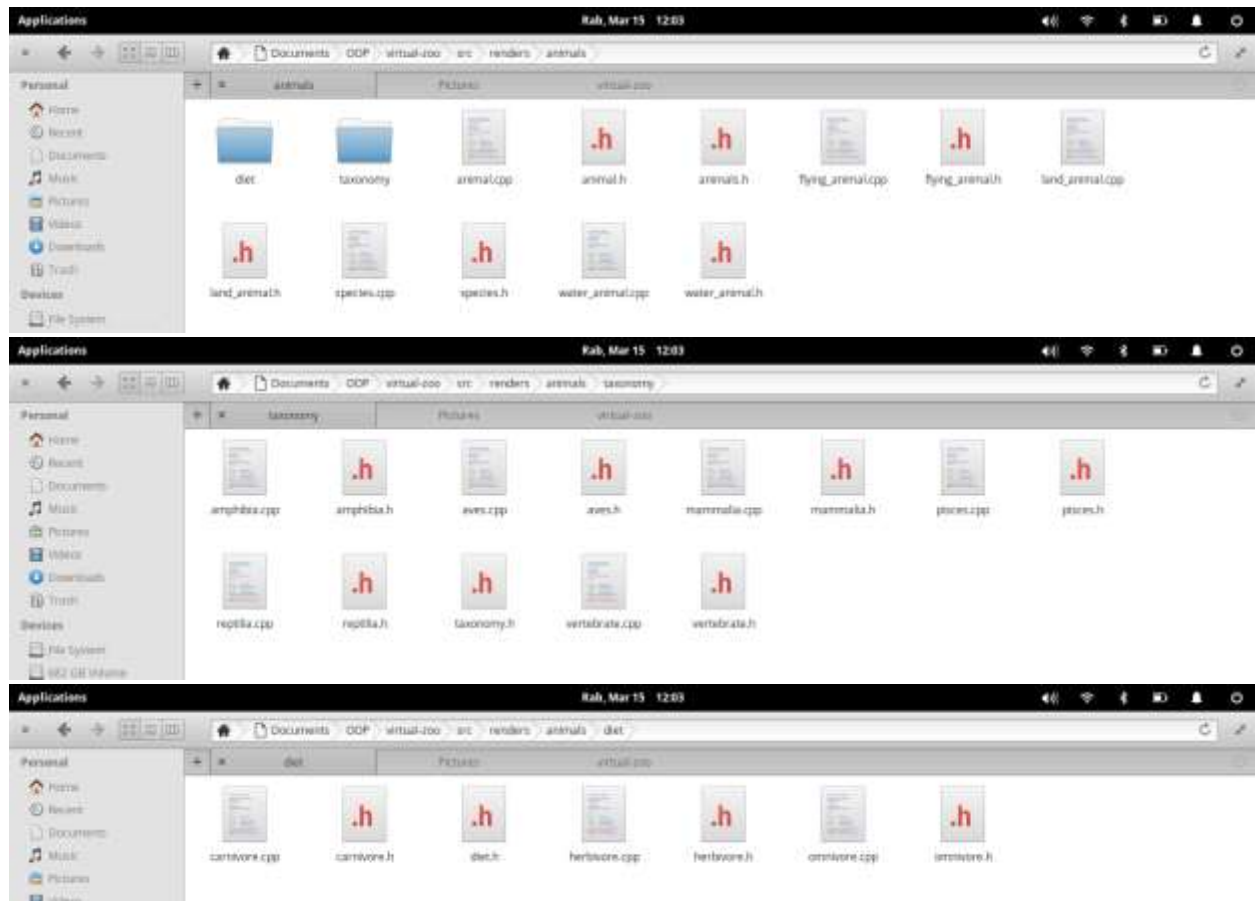 Applications Rab, Mar 15 12:03
Documents OOP virtual-zoo src renders animals
Personal + × animals Pictures virtual-zoo
Home
Recent
Documents
Music
Pictures
Videos
Downloads
Trash
Devices
File System
.h .h .h
diet taxonomy animal.cpp animal.h animals.h flying_animal.cpp flying_animal.h land_animal.cpp
.h .h .h
land_animal.h species.cpp species.h water_animal.cpp water_animal.h
Applications Rab, Mar 15 12:03
Documents OOP virtual-zoo src renders animals taxonomy
Personal + × taxonomy Pictures virtual-zoo
Home
Recent
Documents
Music
Pictures
Videos
Downloads
Trash
Devices
File System
682 GB Volume
.h .h .h .h
amphibia.cpp amphibia.h aves.cpp aves.h mammalia.cpp mammalia.h pisces.cpp pisces.h
.h .h .h
reptilia.cpp reptilia.h taxonomy.h vertebrate.cpp vertebrate.h
Applications Rab, Mar 15 12:03
Documents OOP virtual-zoo src renders animals diet
Personal + × diet Pictures virtual-zoo
Home
Recent
Documents
Music
Pictures
.h .h .h .h
carnivore.cpp carnivore.h diet.h herbivore.cpp herbivore.h omnivore.cpp omnivore.h